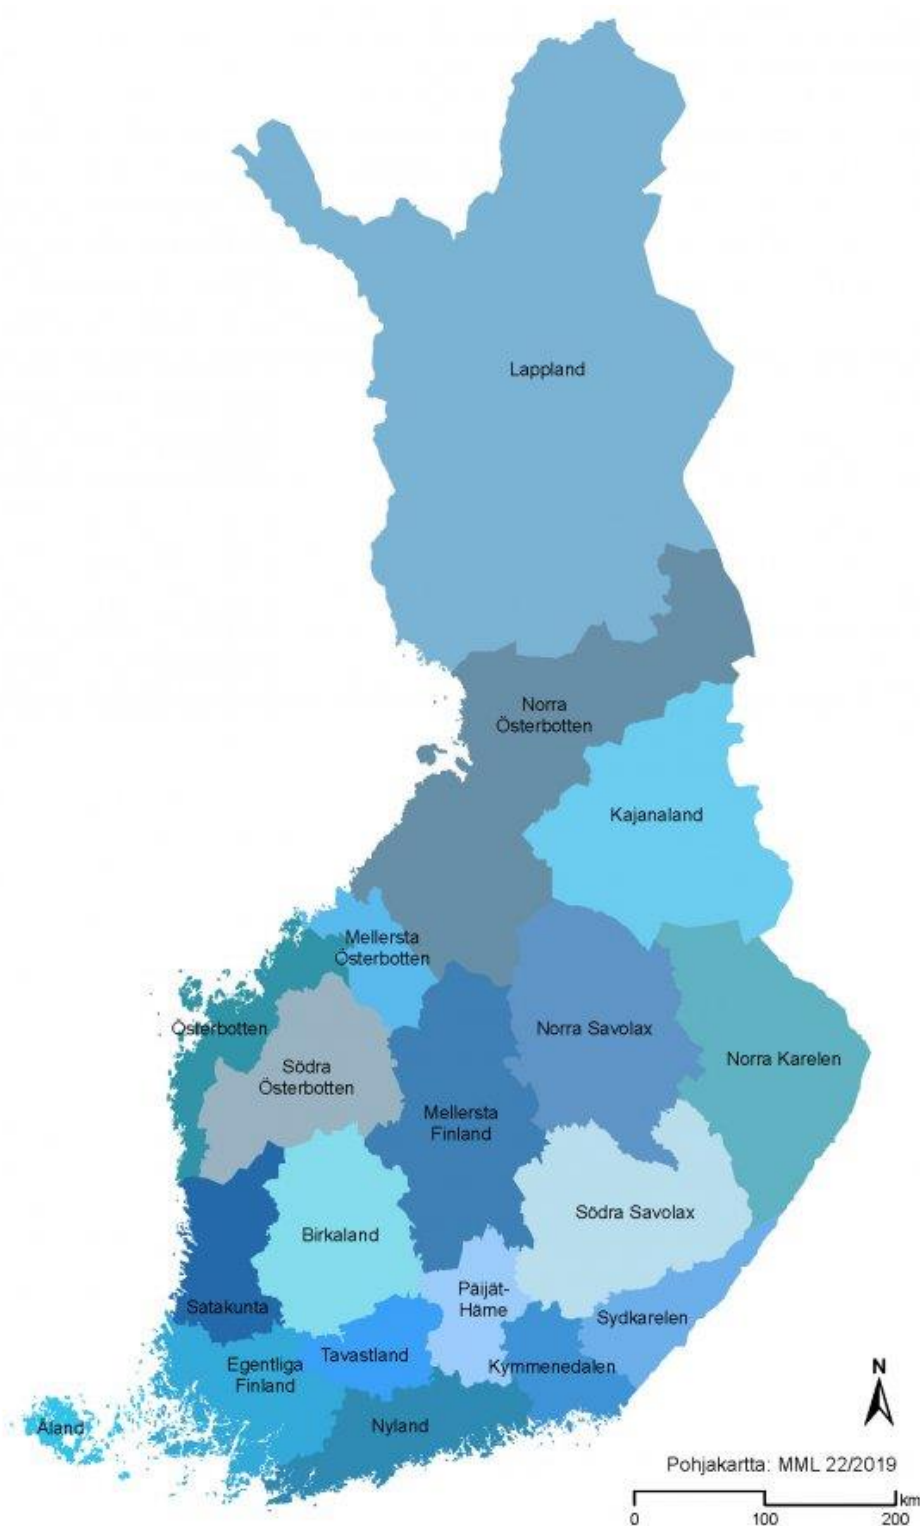 Lappland
Norra
Österbotten
Kajanaland
Mellersta
Österbotten
Österbotten
Norra Savolax
Södra
Österbotten
Norra Karelen
Mellersta
Finland
Södra Savolax
Birkaland
Päijät-
Häme
Satakunta
Sydkarelen
Tavastland
Egentliga
Finland
Kymmenedalen
Nyland
Åland
N
Pohjakartta: MML 22/2019
km
0 100 200